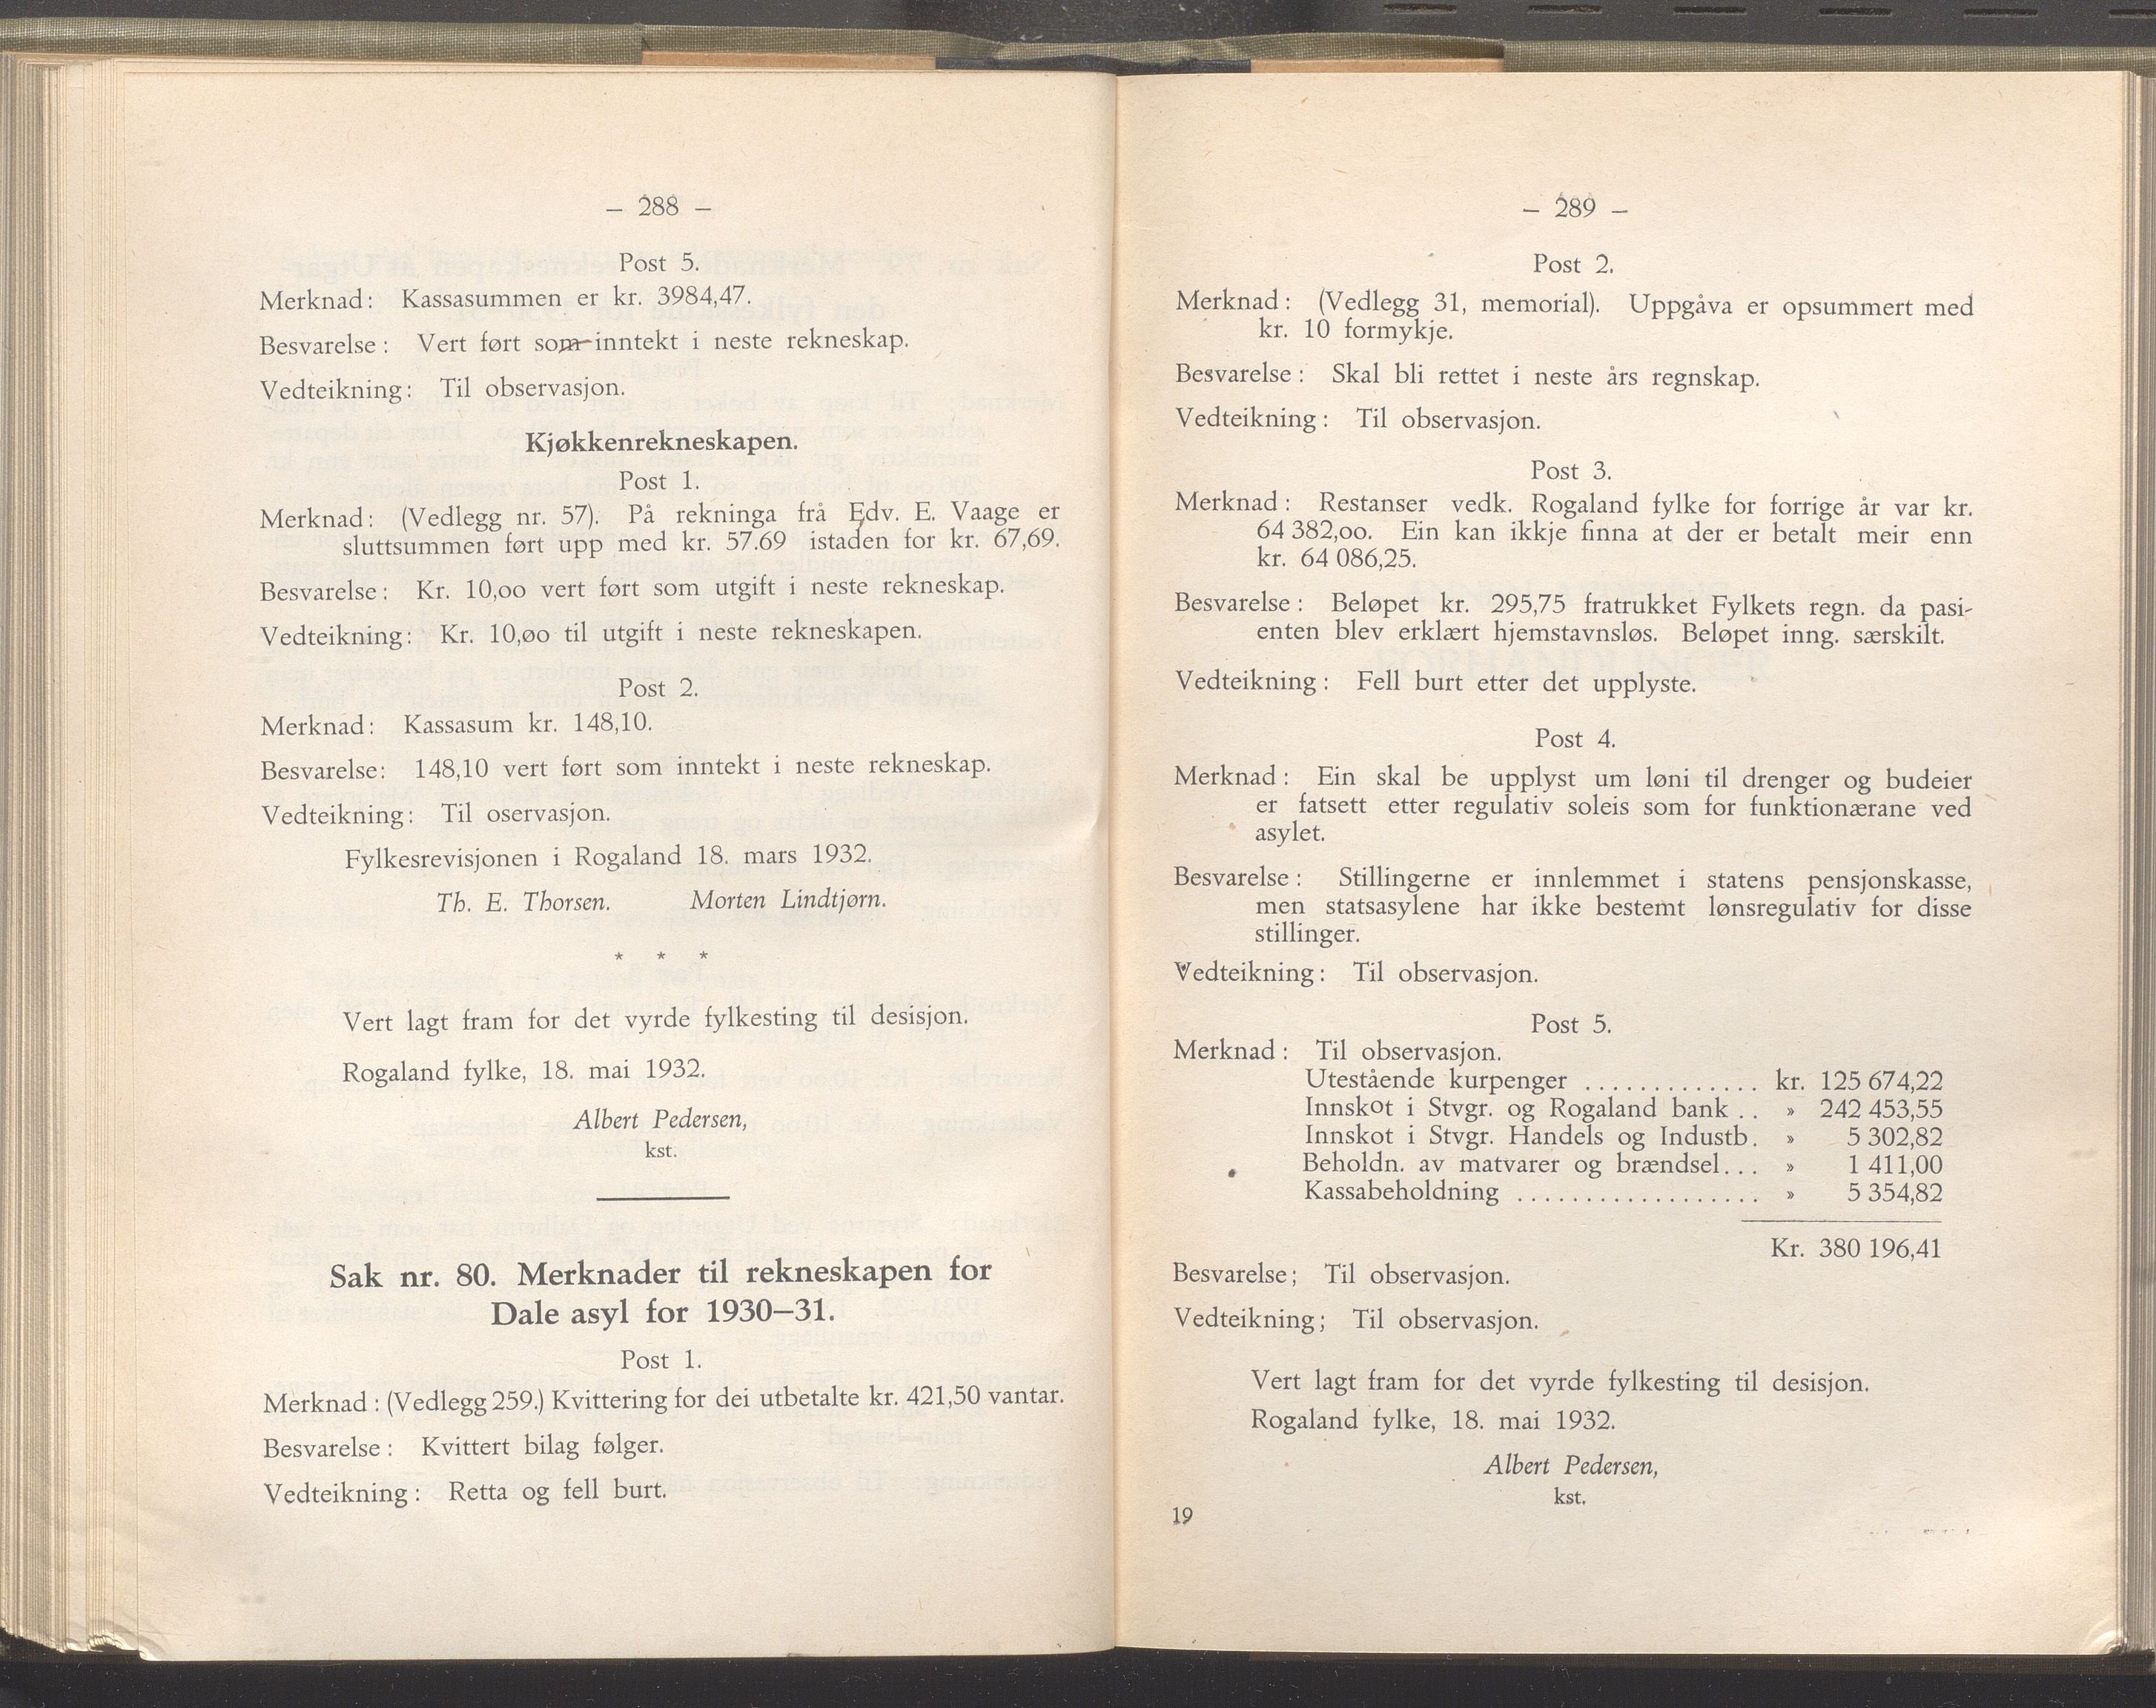 – 288 –
Post 5.
Merknad: Kassasummen er kr. 3984,47.
Besvarelse: Vert ført som inntekt i neste rekneskap.
Vedteikning: Til observasjon.
Kjøkkenrekneskapen.
Post 1.
Merknad: (Vedlegg nr. 57). På rekninga frå Edv. E. Vaage er
sluttsummen ført upp med kr. 57.69 istaden for kr. 67,69.
Besvarelse: Kr. 10,oo vert ført som utgift i neste rekneskap.
Vedteikning: Kr. 10,øo til utgift i neste rekneskapen.
Post 2.
Merknad: Kassasum kr. 148,10.
Besvarelse: 148,10 vert ført som inntekt i neste rekneskap.
Vedteikning: Til oservasjon.
Fylkesrevisjonen i Rogaland 18. mars 1932.
Th. E. Thorsen. Morten Lindtjørn.
* * *
Vert lagt fram for det vyrde fylkesting til desisjon.
Rogaland fylke, 18. mai 1932.
Albert Pedersen,
kst.
Sak nr. 80. Merknader til rekneskapen for
Dale asyl for 1930–31.
Post 1.
Merknad: (Vedlegg 259.) Kvittering for dei utbetalte kr. 421,50 vantar.
Besvarelse: Kvittert bilag følger.
Vedteikning: Retta og fell burt.
– 289 –
Post 2.
Merknad: (Vedlegg 31, memorial). Uppgåva er opsummert med
kr. 10 formykje.
Besvarelse: Skal bli rettet i neste års regnskap.
Vedteikning: Til observasjon.
Post 3.
Merknad: Restanser vedk. Rogaland fylke for forrige år var kr.
64 382,oo. Ein kan ikkje finna at der er betalt meir enn
kr. 64 086,25.
Besvarelse: Beløpet kr. 295,75 fratrukket Fylkets regn. da pasi-
enten blev erklært hjemstavnsløs. Beløpet inng. særskilt.
Vedteikning: Fell burt etter det upplyste.
Post 4.
Merknad: Ein skal be upplyst um løni til drenger og budeier
er fatsett etter regulativ soleis som for funktionærane ved
asylet.
Besvarelse: Stillingerne er innlemmet i statens pensjonskasse,
men statsasylene har ikke bestemt lønsregulativ for disse
stillinger.
Vedteikning: Til observasjon.
Post 5.
Merknad: Til observasjon.
Utestående kurpenger ............. kr. 125 674,22
Innskot i Stvgr. og Rogaland bank .. » 242 453,55
Innskot i Stvgr. Handels og Industb. » 5 302,82
Beholdn. av matvarer og brændsel... » 1 411,00
Kassabeholdning .................. » 5 354,82
Kr. 380 196,41
Besvarelse; Til observasjon.
Vedteikning; Til observasjon.
Vert lagt fram for det vyrde fylkesting til desisjon.
Rogaland fylke, 18. mai 1932.
Albert Pedersen,
kst.
19